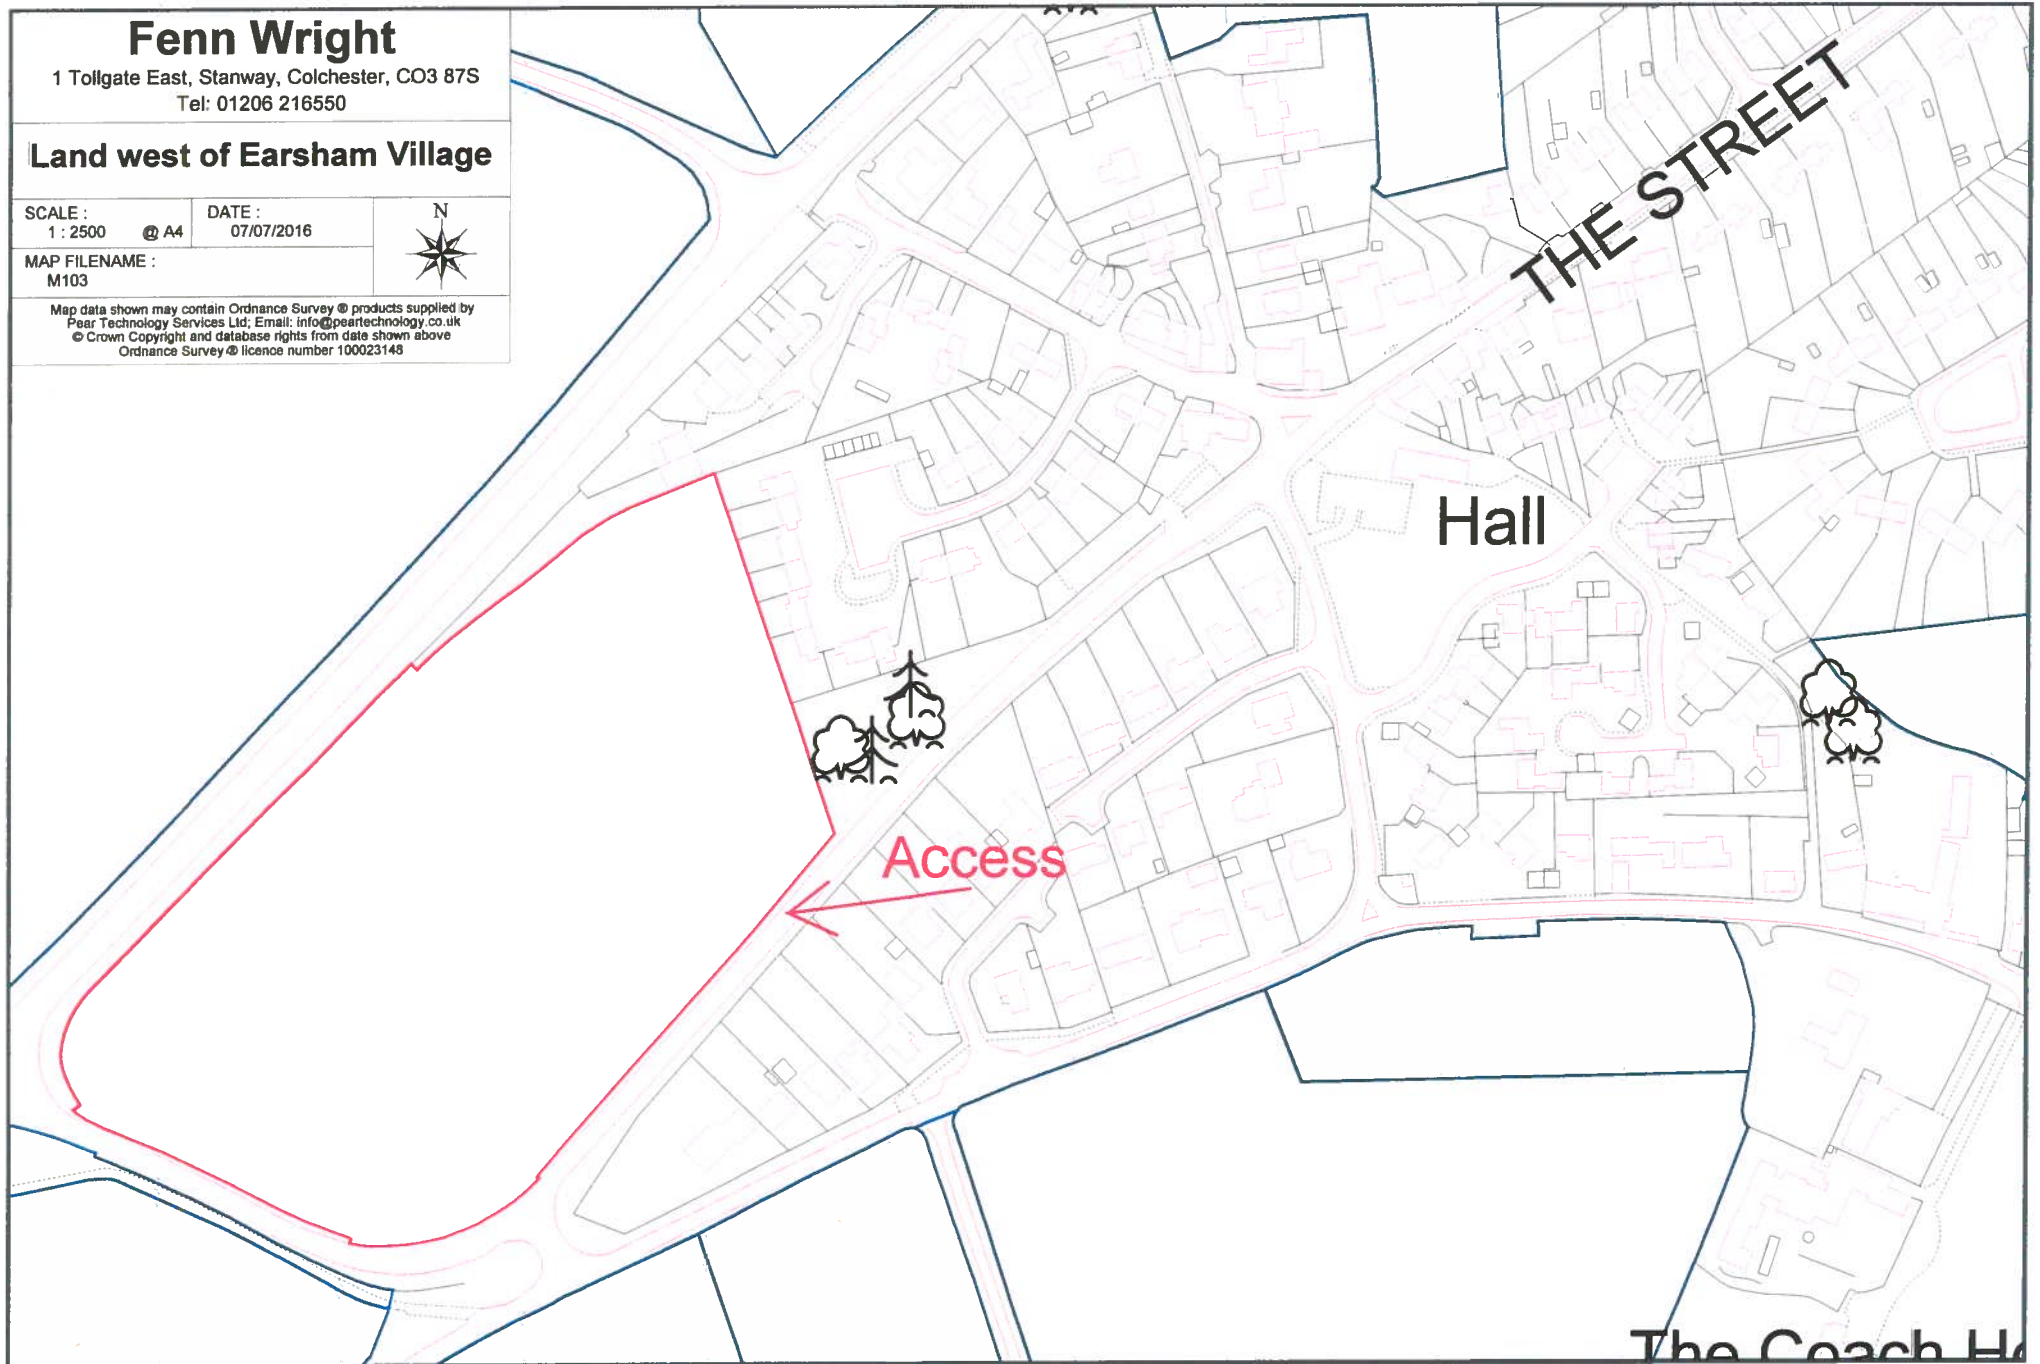 Fenn Wright
1 Tollgate East, Stanway, Colchester, CO3 87S
Tel: 01206 216550
Land west of Earsham Village
SCALE :
1 : 2500 @ A4
DATE :
07/07/2016
N
MAP FILENAME :
M103
Map data shown may contain Ordnance Survey ® products supplied by
Pear Technology Services Ltd; Email: info@peartechnology.co.uk
© Crown Copyright and database rights from date shown above
Ordnance Survey ® licence number 100023148
THE STREET
Hall
Access
The Coach